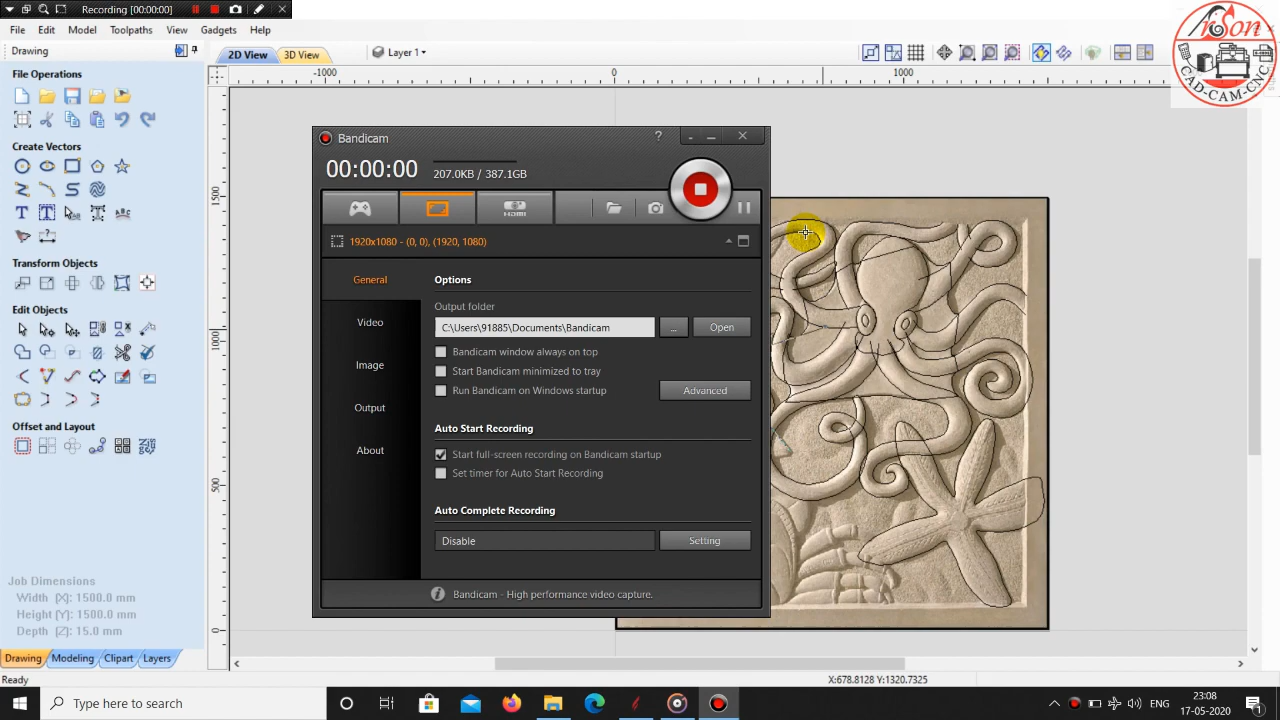 Recording [00:00:00]
File Edit Model Toolpaths View Gadgets Help
Drawing
2D View
3D View
Layer 1
OrSon
CAD-CAM-CNC
-1000 0 1000
1500
1000
500
0
File Operations
Create Vectors
Transform Objects
Edit Objects
Offset and Layout
Job Dimensions
Width (X): 1500.0 mm
Height (Y): 1500.0 mm
Depth (Z): 15.0 mm
Drawing Modeling Clipart Layers
Ready
X:678.8128 Y:1320.7325
Bandicam
?
00:00:00
207.0KB / 387.1GB
HDMI
1920x1080 - (0, 0), (1920, 1080)
General
Video
Image
Output
About
Options
Output folder
C:\Users\91885\Documents\Bandicam
...
Open
Bandicam window always on top
Start Bandicam minimized to tray
Run Bandicam on Windows startup
Advanced
Auto Start Recording
Start full-screen recording on Bandicam startup
Set timer for Auto Start Recording
Auto Complete Recording
Disable
Setting
Bandicam - High performance video capture.
Type here to search
ENG
23:08
17-05-2020